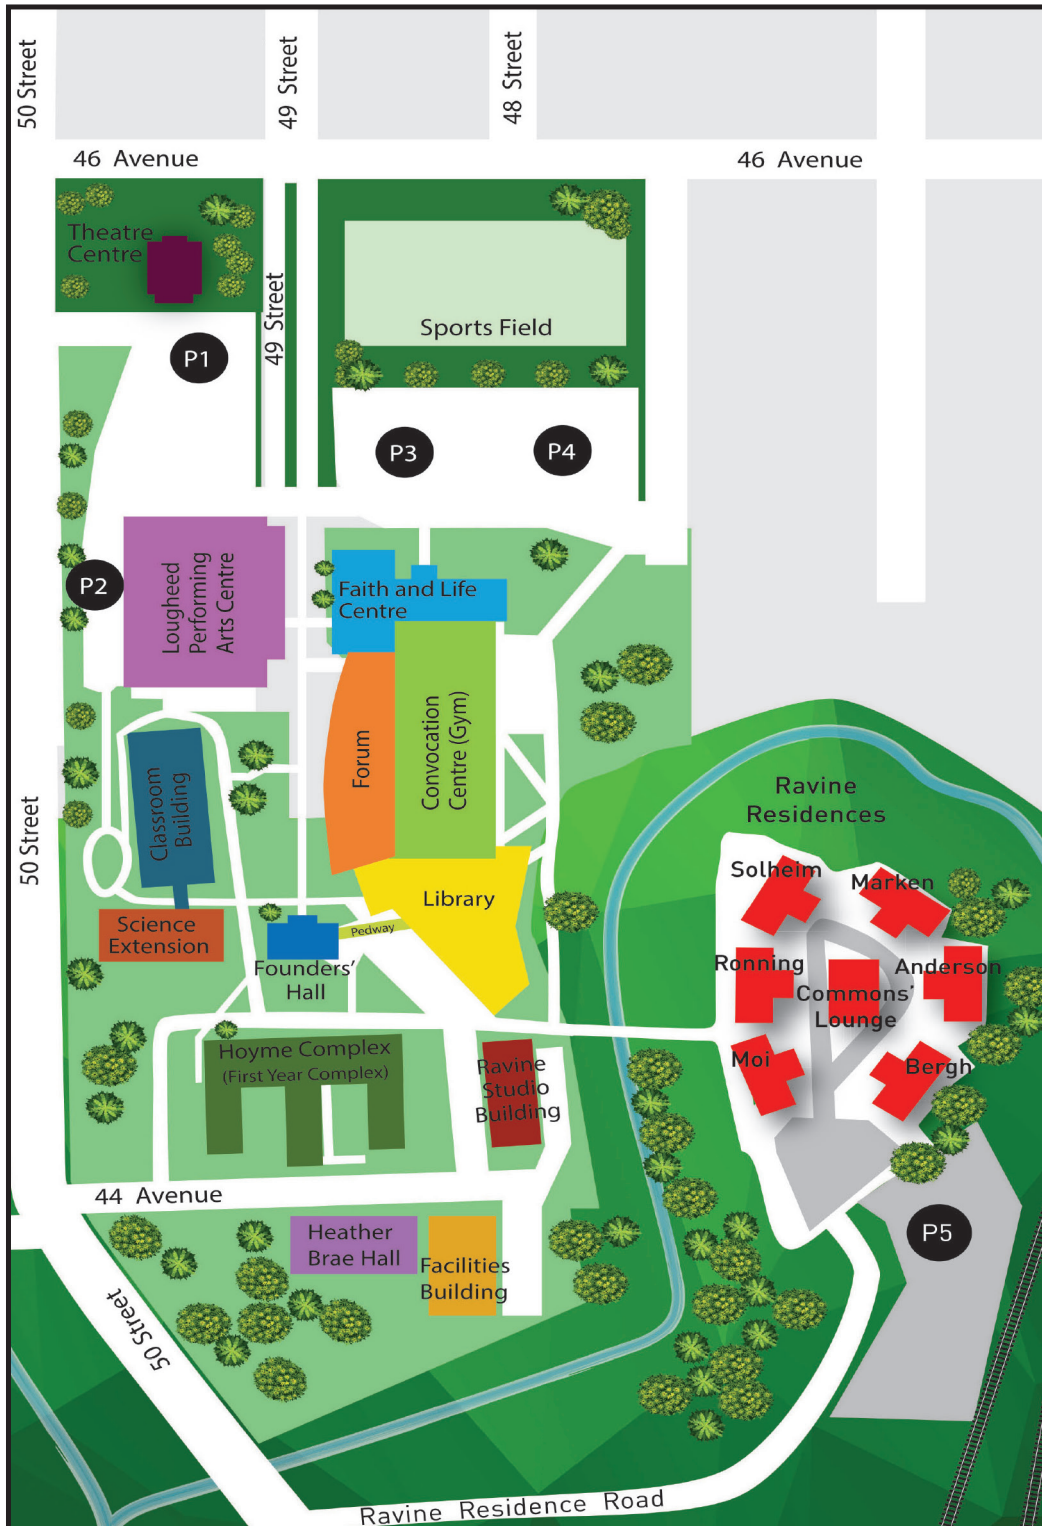 50 Street
49 Street
48 Street
46 Avenue
46 Avenue
Theatre
Centre
49 Street
Sports Field
P1
P3
P4
P2
Lougheed
Performing
Arts Centre
Faith and Life
Centre
Forum
Convocation
Centre (Gym)
Classroom
Building
50 Street
Ravine
Residences
Solheim
Marken
Library
Science
Extension
Pedway
Founders'
Hall
Ronning
Anderson
Commons'
Lounge
Moi
Bergh
Hoyme Complex
(First Year Complex)
Ravine
Studio
Building
44 Avenue
Heather
Brae Hall
Facilities
Building
P5
50 Street
Ravine Residence Road